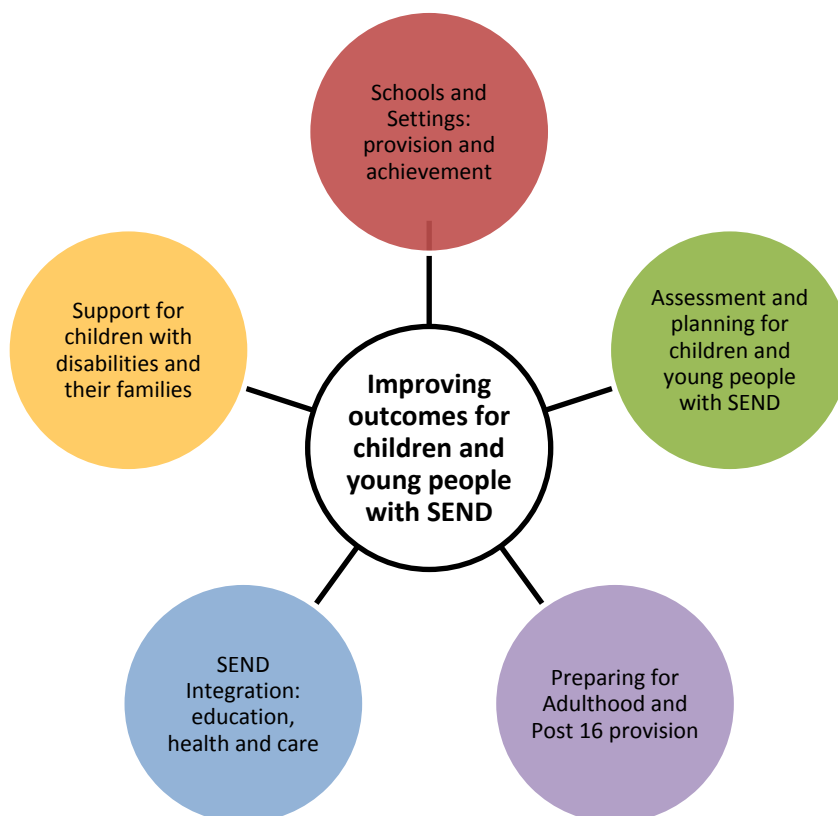 Schools and
Settings:
provision and
achievement
Support for
children with
disabilities and
their families
Assessment and
planning for
children and
young people
with SEND
Improving
outcomes for
children and
young people
with SEND
SEND
Integration:
education,
health and care
Preparing for
Adulthood and
Post 16 provision